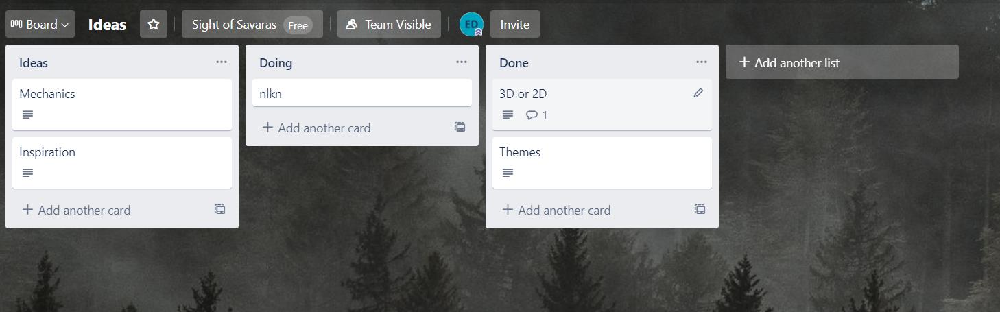 Board Ideas Sight of Savaras Free Team Visible ED Invite
Ideas
Mechanics
Inspiration
Add another card
Doing
nlkn
Add another card
Done
3D or 2D
1
Themes
Add another card
Add another list